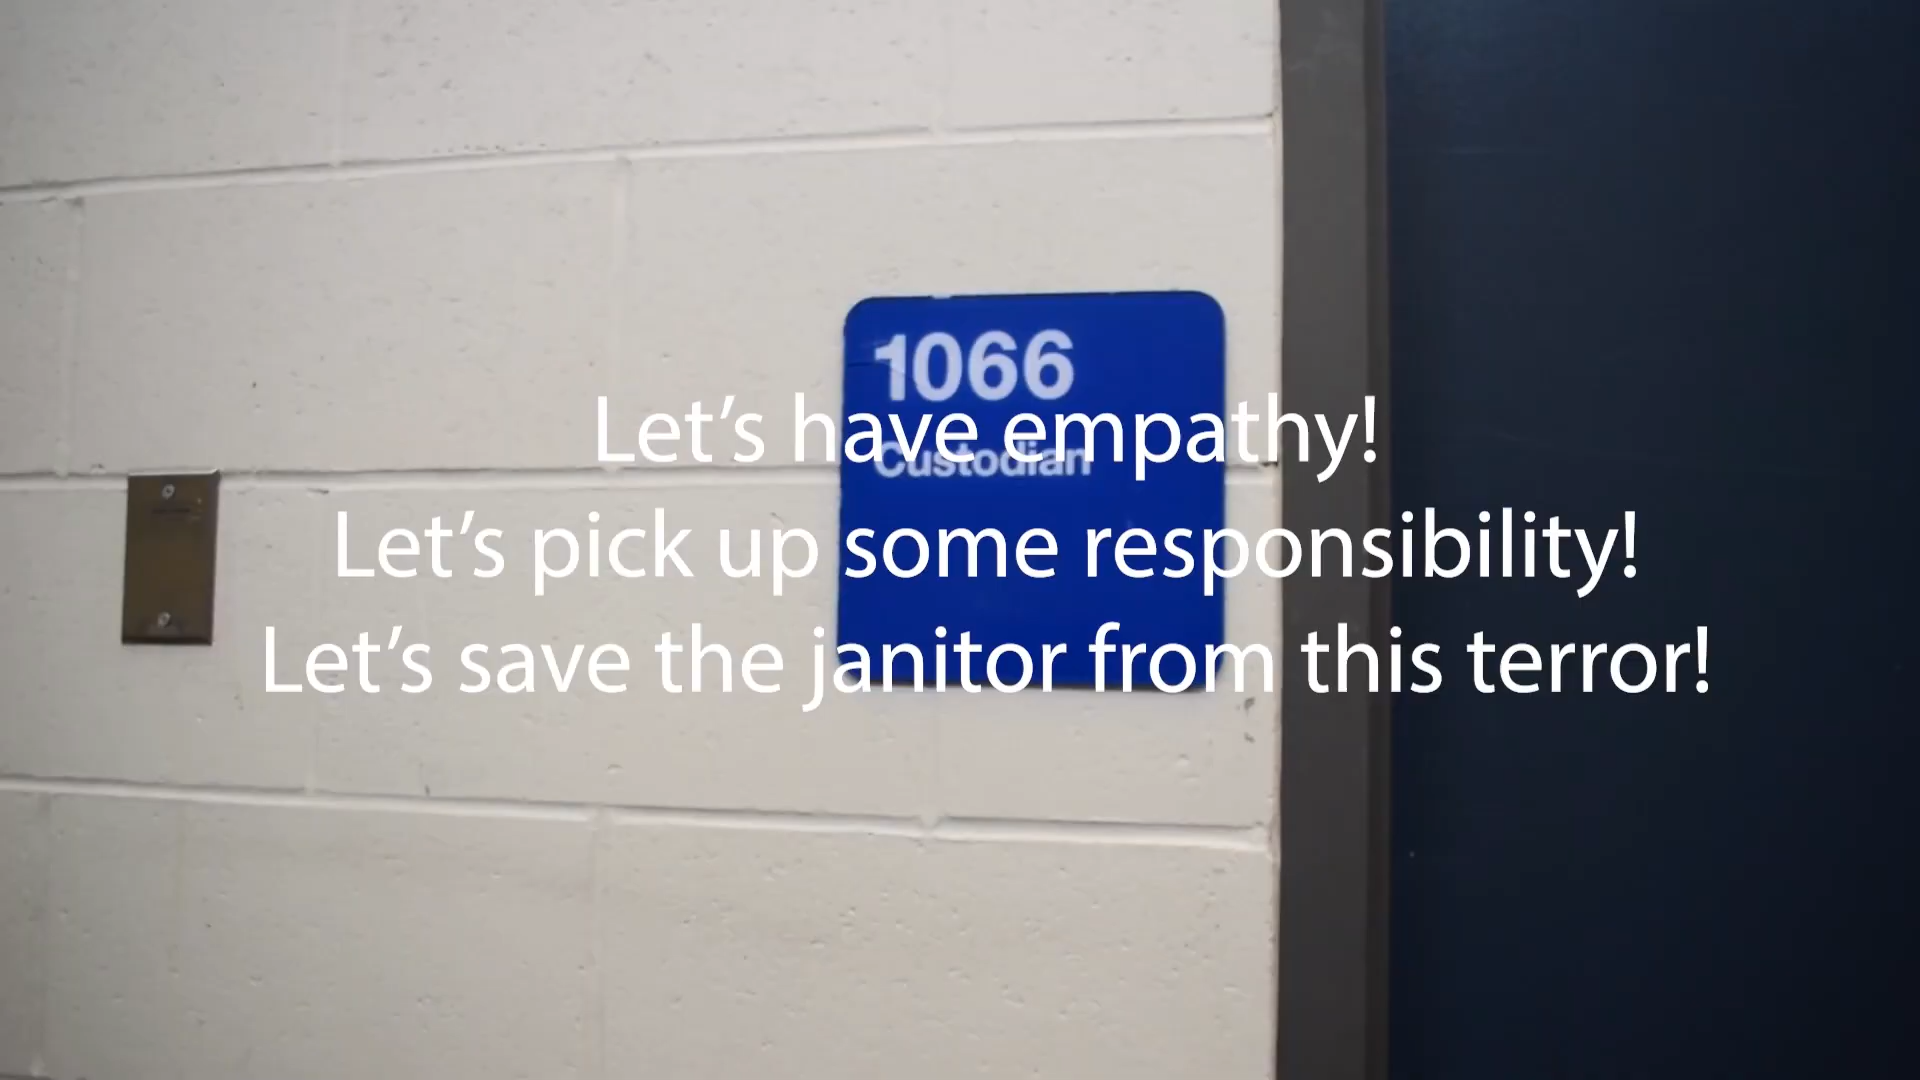 1066
Custodian
Let's have empathy!
Let's pick up some responsibility!
Let's save the janitor from this terror!